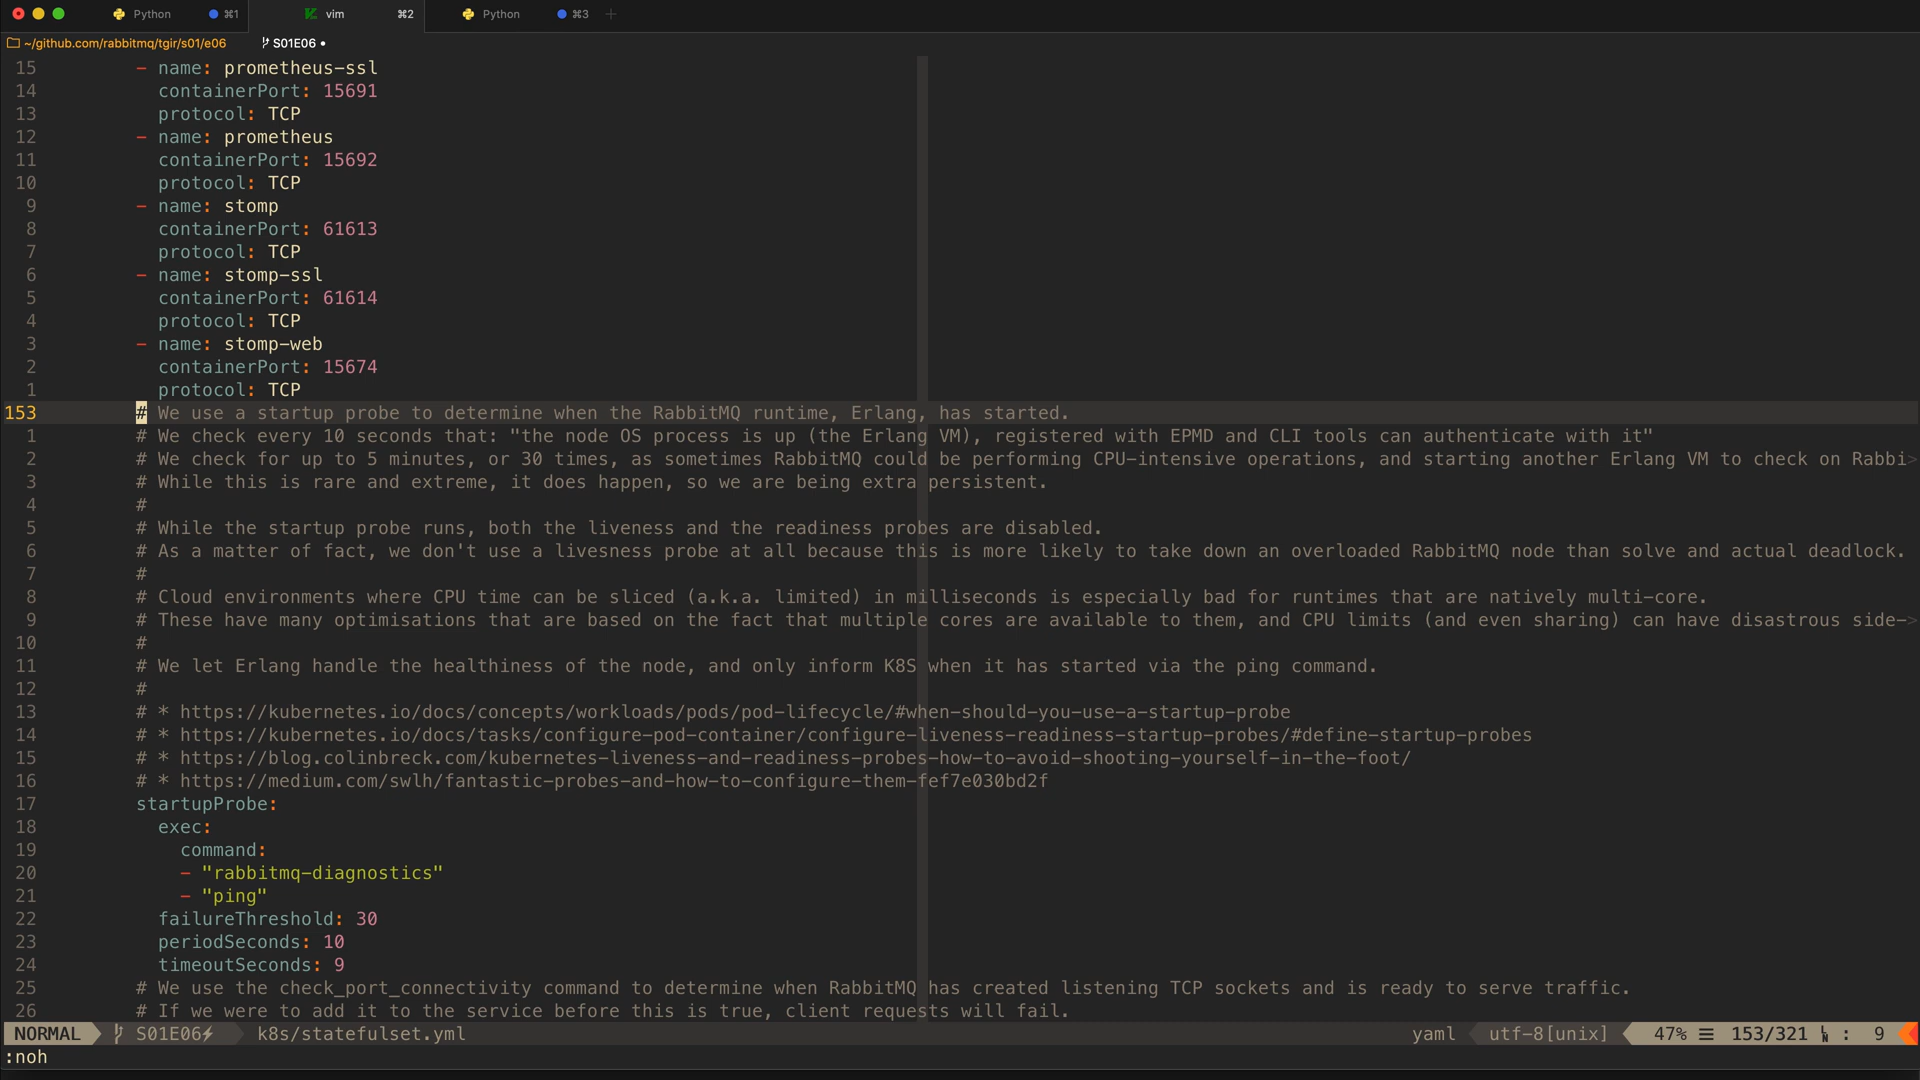 Python ⌘1 vim ⌘2 Python ⌘3 +
~/github.com/rabbitmq/tgir/s01/e06 S01E06 •
15 - name: prometheus-ssl
14 containerPort: 15691
13 protocol: TCP
12 - name: prometheus
11 containerPort: 15692
10 protocol: TCP
9 - name: stomp
8 containerPort: 61613
7 protocol: TCP
6 - name: stomp-ssl
5 containerPort: 61614
4 protocol: TCP
3 - name: stomp-web
2 containerPort: 15674
1 protocol: TCP
153 # We use a startup probe to determine when the RabbitMQ runtime, Erlang, has started.
1 # We check every 10 seconds that: "the node OS process is up (the Erlang VM), registered with EPMD and CLI tools can authenticate with it"
2 # We check for up to 5 minutes, or 30 times, as sometimes RabbitMQ could be performing CPU-intensive operations, and starting another Erlang VM to check on Rabbi>
3 # While this is rare and extreme, it does happen, so we are being extra persistent.
4 #
5 # While the startup probe runs, both the liveness and the readiness probes are disabled.
6 # As a matter of fact, we don't use a livesness probe at all because this is more likely to take down an overloaded RabbitMQ node than solve and actual deadlock.
7 #
8 # Cloud environments where CPU time can be sliced (a.k.a. limited) in milliseconds is especially bad for runtimes that are natively multi-core.
9 # These have many optimisations that are based on the fact that multiple cores are available to them, and CPU limits (and even sharing) can have disastrous side->
10 #
11 # We let Erlang handle the healthiness of the node, and only inform K8S when it has started via the ping command.
12 #
13 # * https://kubernetes.io/docs/concepts/workloads/pods/pod-lifecycle/#when-should-you-use-a-startup-probe
14 # * https://kubernetes.io/docs/tasks/configure-pod-container/configure-liveness-readiness-startup-probes/#define-startup-probes
15 # * https://blog.colinbreck.com/kubernetes-liveness-and-readiness-probes-how-to-avoid-shooting-yourself-in-the-foot/
16 # * https://medium.com/swlh/fantastic-probes-and-how-to-configure-them-fef7e030bd2f
17 startupProbe:
18 exec:
19 command:
20 - "rabbitmq-diagnostics"
21 - "ping"
22 failureThreshold: 30
23 periodSeconds: 10
24 timeoutSeconds: 9
25 # We use the check_port_connectivity command to determine when RabbitMQ has created listening TCP sockets and is ready to serve traffic.
26 # If we were to add it to the service before this is true, client requests will fail.
NORMAL S01E06⚡ k8s/statefulset.yml yaml utf-8[unix] 47% ☰ 153/321 ㏑ : 9
:noh